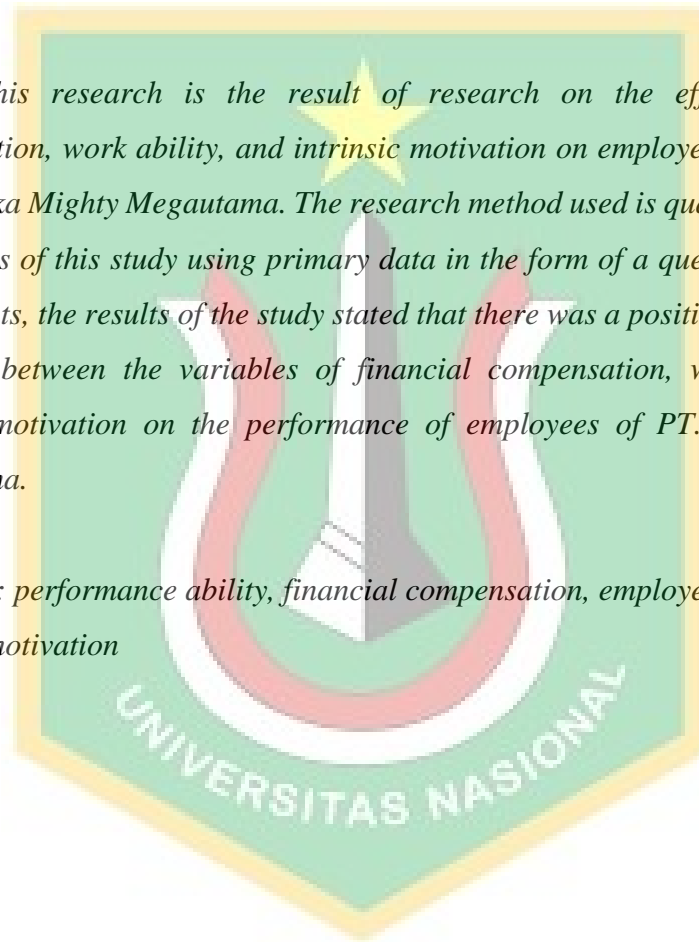 his research is the result of research on the eff
tion, work ability, and intrinsic motivation on employe
ka Mighty Megautama. The research method used is qua
s of this study using primary data in the form of a que
ts, the results of the study stated that there was a positi
between the variables of financial compensation, w
motivation on the performance of employees of PT.
a.
: performance ability, financial compensation, employe
motivation
UNIVERSITAS NASIONAL